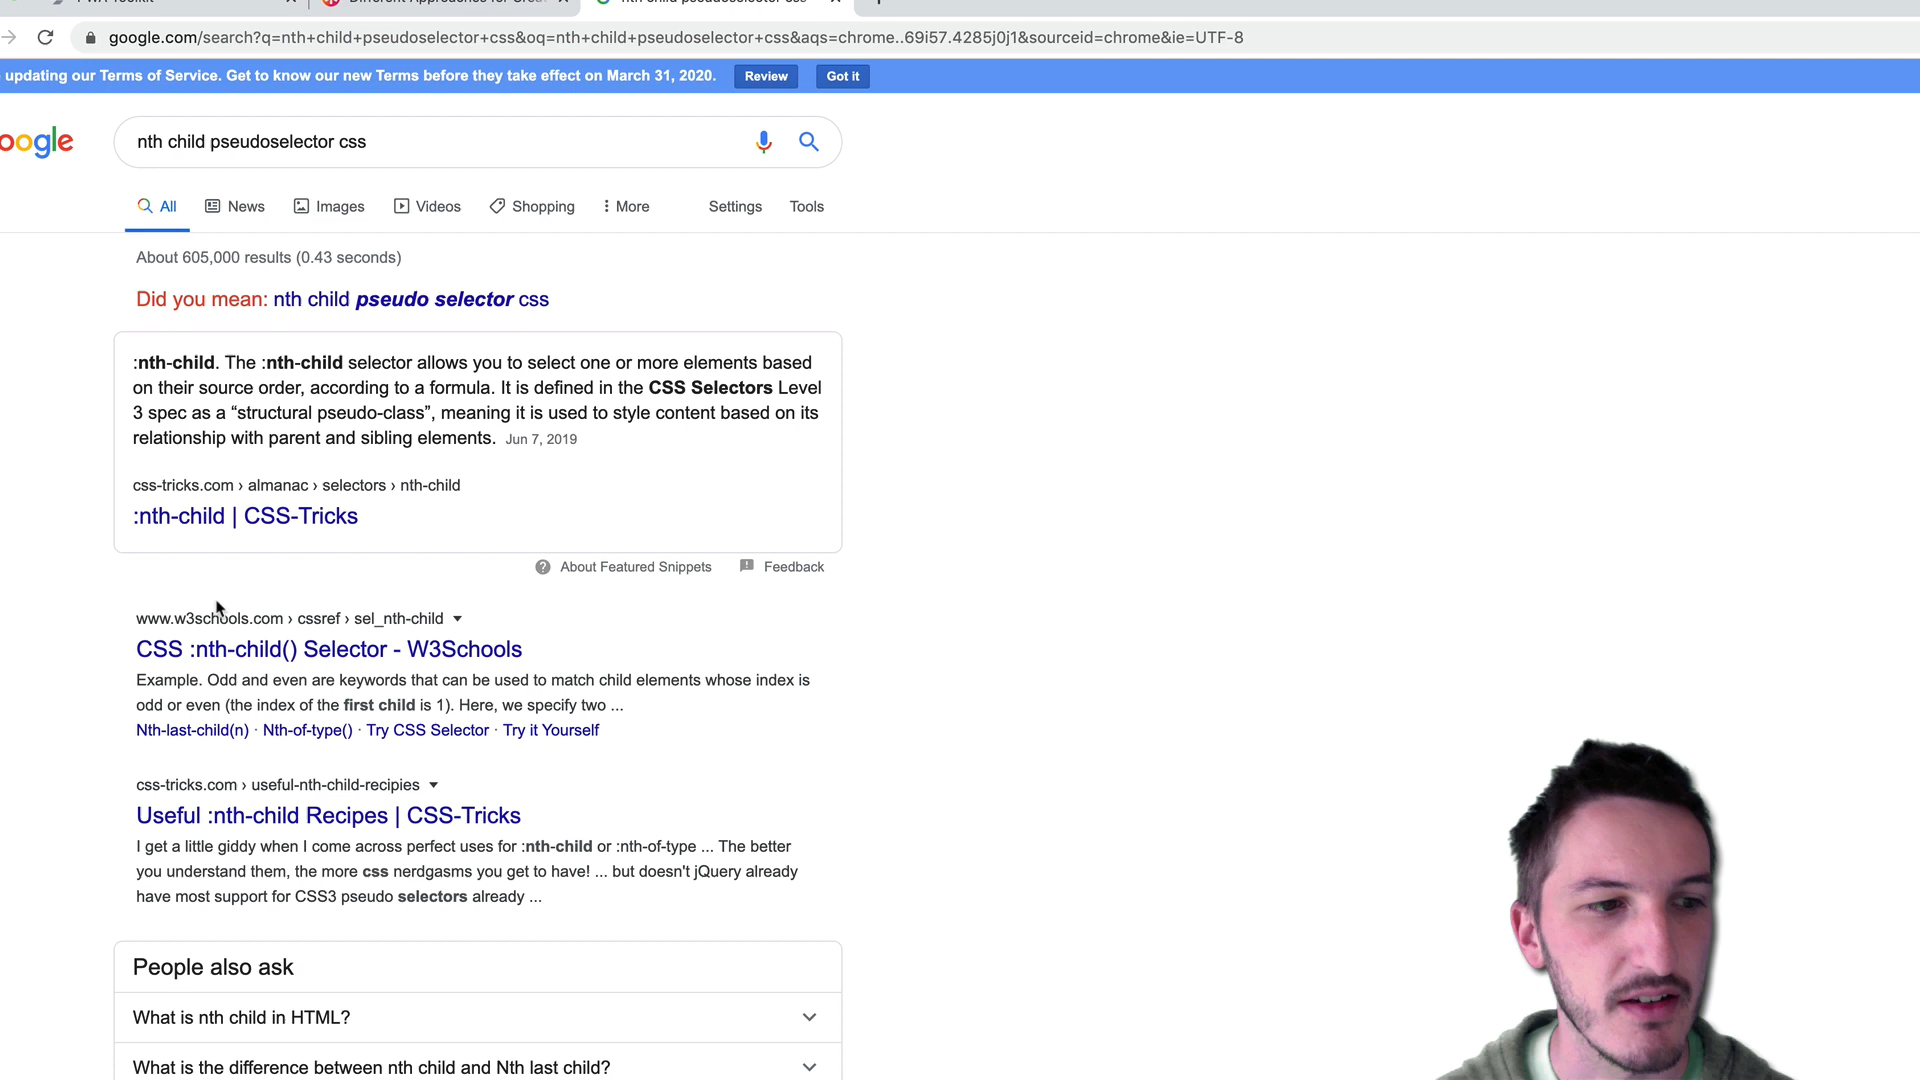 google.com/search?q=nth+child+pseudoselector+css&oq=nth+child+pseudoselector+css&aqs=chrome..69i57.4285j0j1&sourceid=chrome&ie=UTF-8
updating our Terms of Service. Get to know our new Terms before they take effect on March 31, 2020. Review Got it
oogle nth child pseudoselector css
All News Images Videos Shopping More Settings Tools
About 605,000 results (0.43 seconds)
Did you mean: nth child pseudo selector css
:nth-child. The :nth-child selector allows you to select one or more elements based
on their source order, according to a formula. It is defined in the CSS Selectors Level
3 spec as a “structural pseudo-class”, meaning it is used to style content based on its
relationship with parent and sibling elements. Jun 7, 2019
css-tricks.com › almanac › selectors › nth-child
:nth-child | CSS-Tricks
About Featured Snippets Feedback
www.w3schools.com › cssref › sel_nth-child
CSS :nth-child() Selector - W3Schools
Example. Odd and even are keywords that can be used to match child elements whose index is
odd or even (the index of the first child is 1). Here, we specify two ...
Nth-last-child(n) · Nth-of-type() · Try CSS Selector · Try it Yourself
css-tricks.com › useful-nth-child-recipies
Useful :nth-child Recipes | CSS-Tricks
I get a little giddy when I come across perfect uses for :nth-child or :nth-of-type ... The better
you understand them, the more css nerdgasms you get to have! ... but doesn't jQuery already
have most support for CSS3 pseudo selectors already ...
People also ask
What is nth child in HTML?
What is the difference between nth child and Nth last child?